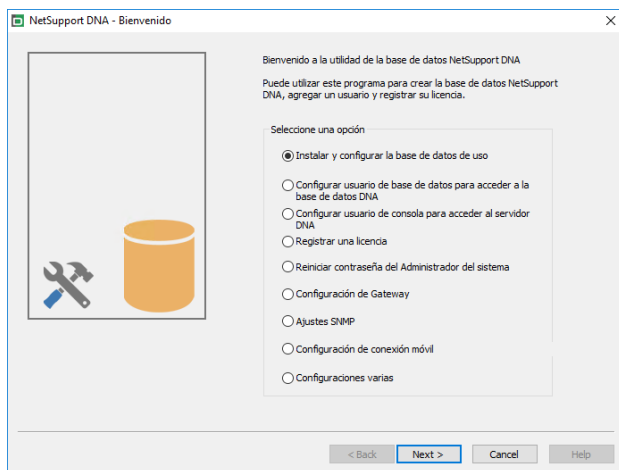 NetSupport DNA - Bienvenido
Bienvenido a la utilidad de la base de datos NetSupport DNA
Puede utilizar este programa para crear la base de datos NetSupport
DNA, agregar un usuario y registrar su licencia.
Seleccione una opción
Instalar y configurar la base de datos de uso
Configurar usuario de base de datos para acceder a la
base de datos DNA
Configurar usuario de consola para acceder al servidor
DNA
Registrar una licencia
Reiniciar contraseña del Administrador del sistema
Configuración de Gateway
Ajustes SNMP
Configuración de conexión móvil
Configuraciones varias
< Back Next > Cancel Help